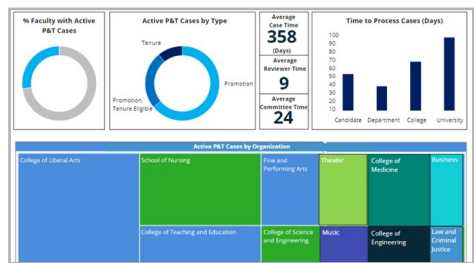 % Faculty with Active
P&T Cases
Active P&T Cases by Type
Tenure
Promotion
Promotion,
Tenure Eligible
Average
Case Time
358
(Days)
Average
Reviewer Time
9
Average
Committee Time
24
Time to Process Cases (Days)
100
90
80
70
60
50
40
30
20
10
Candidate Department College University
Active P&T Cases by Organization
College of Liberal Arts
School of Nursing
Fine and
Performing Arts
Theater
College of
Medicine
Business
College of Teaching and Education
College of Science
and Engineering
Music
College of
Engineering
Law and
Criminal
Justice